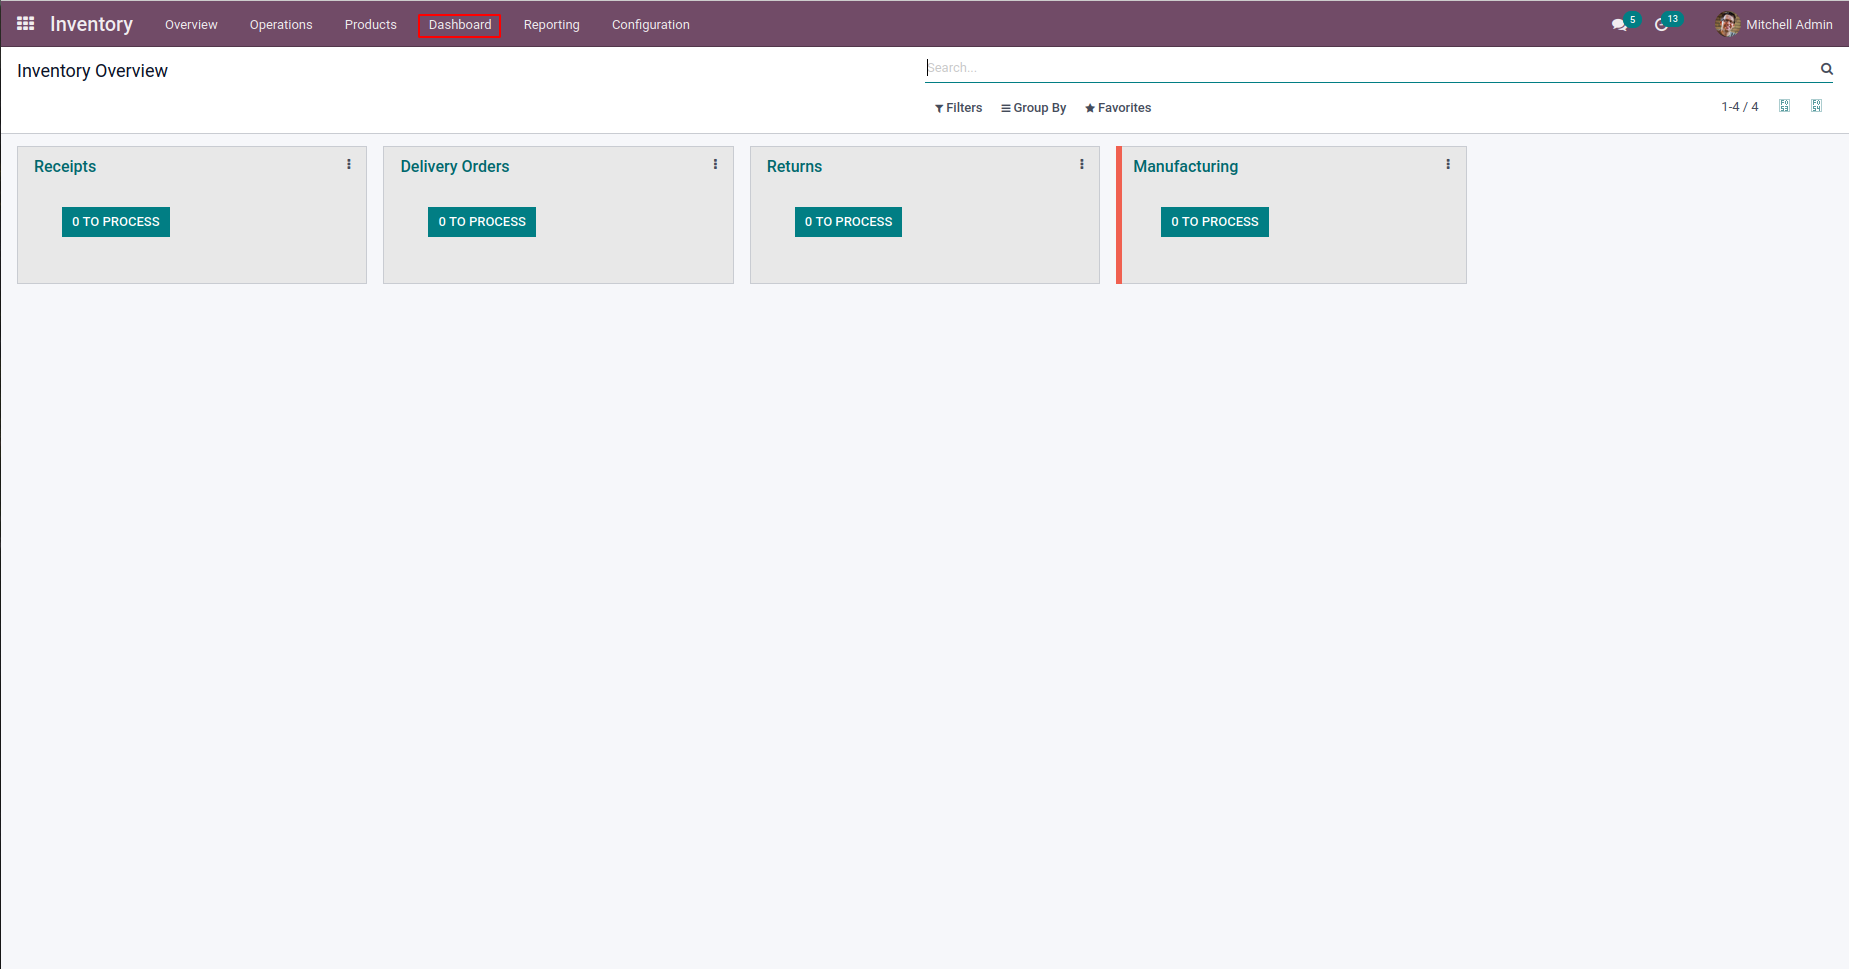 Inventory Overview Operations Products Dashboard Reporting Configuration 5 13 Mitchell Admin
Inventory Overview
Search...
Filters Group By Favorites 1-4 / 4
Receipts Delivery Orders Returns Manufacturing
0 TO PROCESS 0 TO PROCESS 0 TO PROCESS 0 TO PROCESS